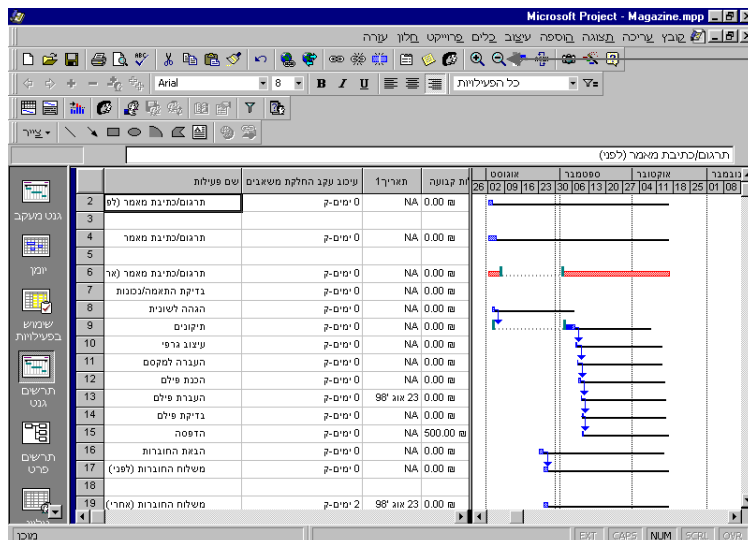 Microsoft Project - Magazine.mpp
קובץ עריכה תצוגה הוספה עיצוב כלים פרוייקט חלון עזרה
Arial 8 B I U כל הפעילויות
צייר
תרגום/כתיבת מאמר (לפני)
שם פעילות עיכוב עקב החלקת משאבים תאריך1 ות קבועה
אוגוסט ספטמבר אוקטובר נובמבר
26 02 09 16 23 30 06 13 20 27 04 11 18 25 01 08
2 תרגום/כתיבת מאמר (לפ 0 ימים-ק NA 0.00 ₪
3
4 תרגום/כתיבת מאמר 0 ימים-ק NA 0.00 ₪
5
6 תרגום/כתיבת מאמר (אר 0 ימים-ק NA 0.00 ₪
7 בדיקת התאמה/נכונות 0 ימים-ק NA 0.00 ₪
8 הגהה לשונית 0 ימים-ק NA 0.00 ₪
9 תיקונים 0 ימים-ק NA 0.00 ₪
10 עיצוב גרפי 0 ימים-ק NA 0.00 ₪
11 העברה למקסם 0 ימים-ק NA 0.00 ₪
12 הכנת פילם 0 ימים-ק NA 0.00 ₪
13 העברת פילם 0 ימים-ק 23 אוג '98 0.00 ₪
14 בדיקת פילם 0 ימים-ק NA 0.00 ₪
15 הדפסה 0 ימים-ק NA 500.00 ₪
16 הבאת החוברות 0 ימים-ק NA 0.00 ₪
17 משלוח החוברות (לפני) 0 ימים-ק NA 0.00 ₪
18
19 משלוח החוברות (אחרי) 2 ימים-ק 23 אוג '98 0.00 ₪
גנט מעקב
יומן
שימוש
בפעילויות
תרשים
גנט
תרשים
פרט
מוכן
EXT CAPS NUM SCRL OVR